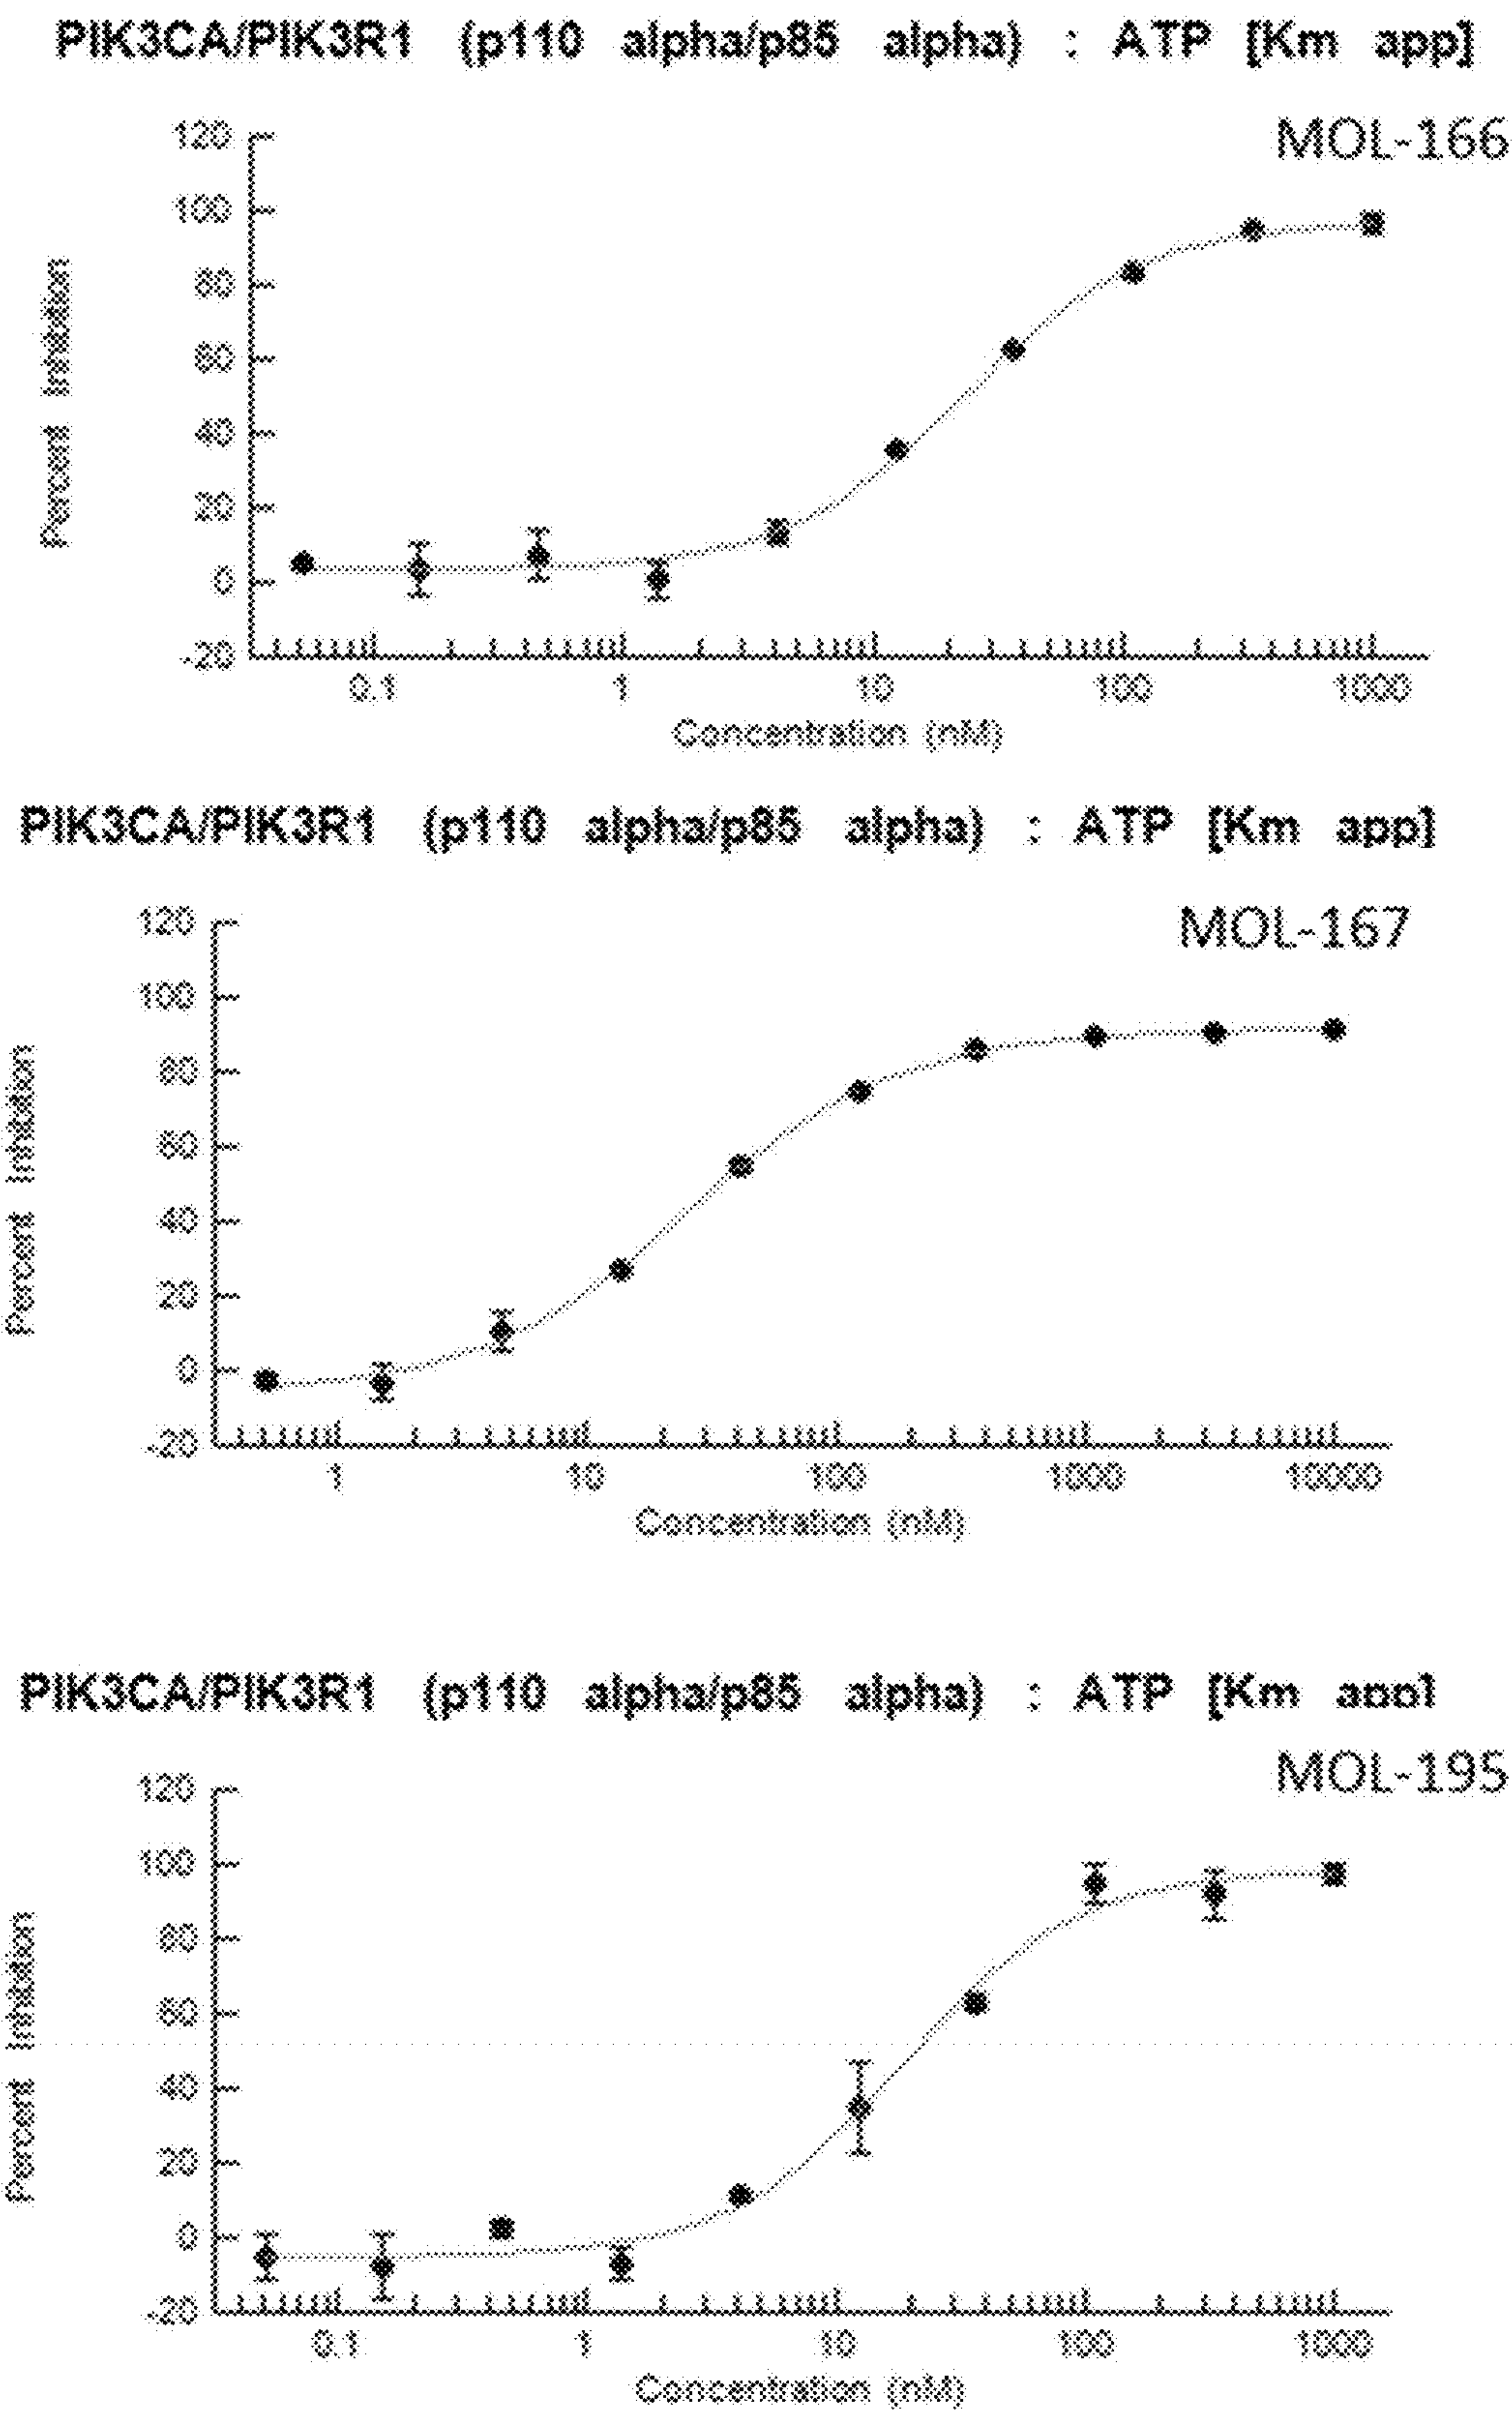 PIK3CA/PIK3R1 (p110 alpha/p85 alpha) : ATP [Km app]
MOL-166
120
100
80
60
40
20
0
-20
Percent Inhibition
0.1 1 10 100 1000
Concentration (nM)
PIK3CA/PIK3R1 (p110 alpha/p85 alpha) : ATP [Km app]
MOL-167
120
100
80
60
40
20
0
-20
Percent Inhibition
1 10 100 1000 10000
Concentration (nM)
PIK3CA/PIK3R1 (p110 alpha/p85 alpha) : ATP [Km app]
MOL-195
120
100
80
60
40
20
0
-20
Percent Inhibition
0.1 1 10 100 1000
Concentration (nM)